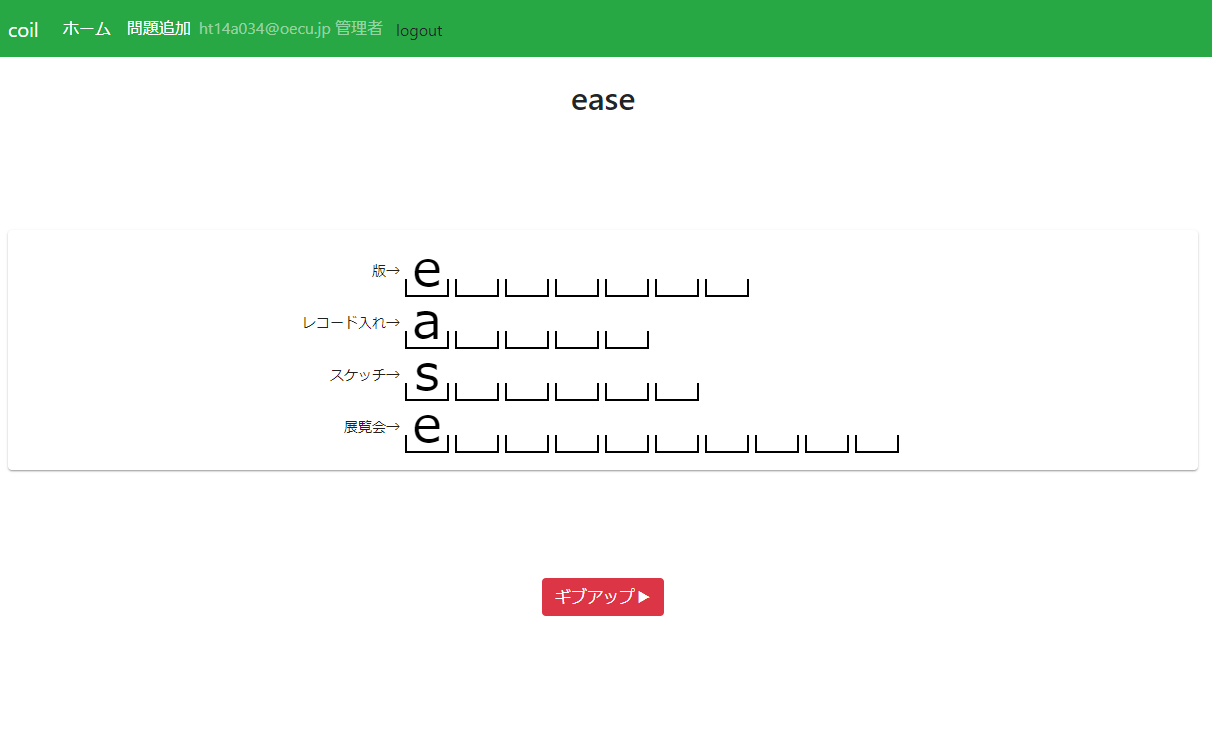 coil ホーム 問題追加 ht14a034@oecu.jp 管理者 logout
ease
版→ e
レコード入れ→ a
スケッチ→ s
展覧会→ e
ギブアップ▶